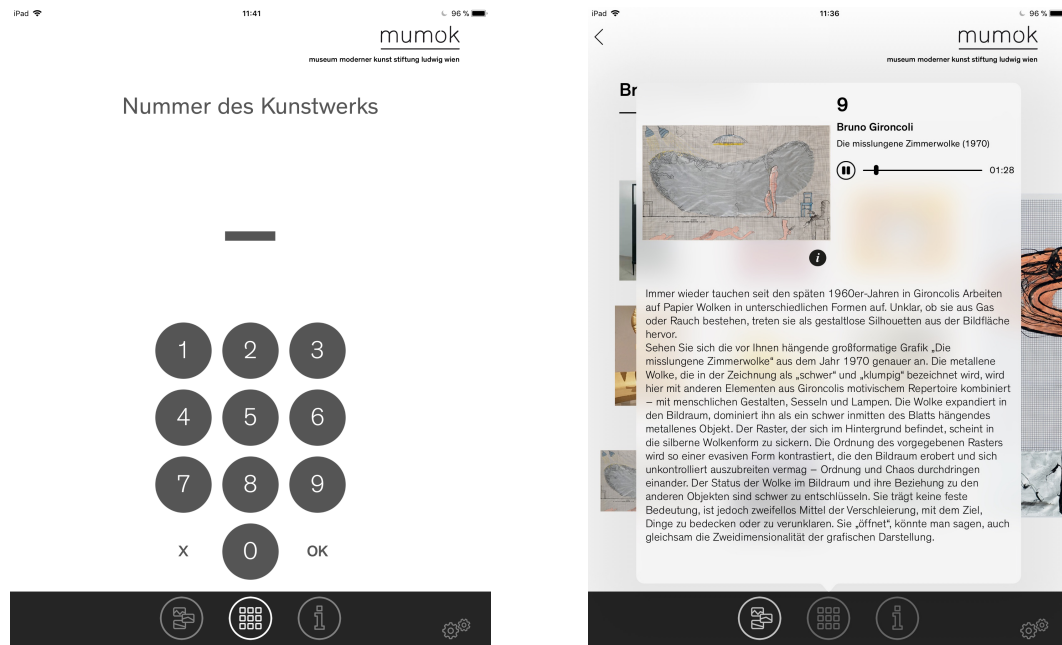 iPad
11:41
96 %
mumok
museum moderner kunst stiftung ludwig wien
Nummer des Kunstwerks
1 2 3
4 5 6
7 8 9
X 0 OK
i
iPad
11:36
96 %
mumok
museum moderner kunst stiftung ludwig wien
Br
9
Bruno Gironcoli
Die misslungene Zimmerwolke (1970)
01:28
i
Immer wieder tauchen seit den späten 1960er-Jahren in Gironcolis Arbeiten
auf Papier Wolken in unterschiedlichen Formen auf. Unklar, ob sie aus Gas
oder Rauch bestehen, treten sie als gestaltlose Silhouetten aus der Bildfläche
hervor.
Sehen Sie sich die vor Ihnen hängende großformatige Grafik „Die
misslungene Zimmerwolke“ aus dem Jahr 1970 genauer an. Die metallene
Wolke, die in der Zeichnung als „schwer“ und „klumpig“ bezeichnet wird, wird
hier mit anderen Elementen aus Gironcolis motivischem Repertoire kombiniert
– mit menschlichen Gestalten, Sesseln und Lampen. Die Wolke expandiert in
den Bildraum, dominiert ihn als ein schwer inmitten des Blatts hängendes
metallenes Objekt. Der Raster, der sich im Hintergrund befindet, scheint in
die silberne Wolkenform zu sickern. Die Ordnung des vorgegebenen Rasters
wird so einer evasiven Form kontrastiert, die den Bildraum erobert und sich
unkontrolliert auszubreiten vermag – Ordnung und Chaos durchdringen
einander. Der Status der Wolke im Bildraum und ihre Beziehung zu den
anderen Objekten sind schwer zu entschlüsseln. Sie trägt keine feste
Bedeutung, ist jedoch zweifellos Mittel der Verschleierung, mit dem Ziel,
Dinge zu bedecken oder zu verunklaren. Sie „öffnet“, könnte man sagen, auch
gleichsam die Zweidimensionalität der grafischen Darstellung.
i